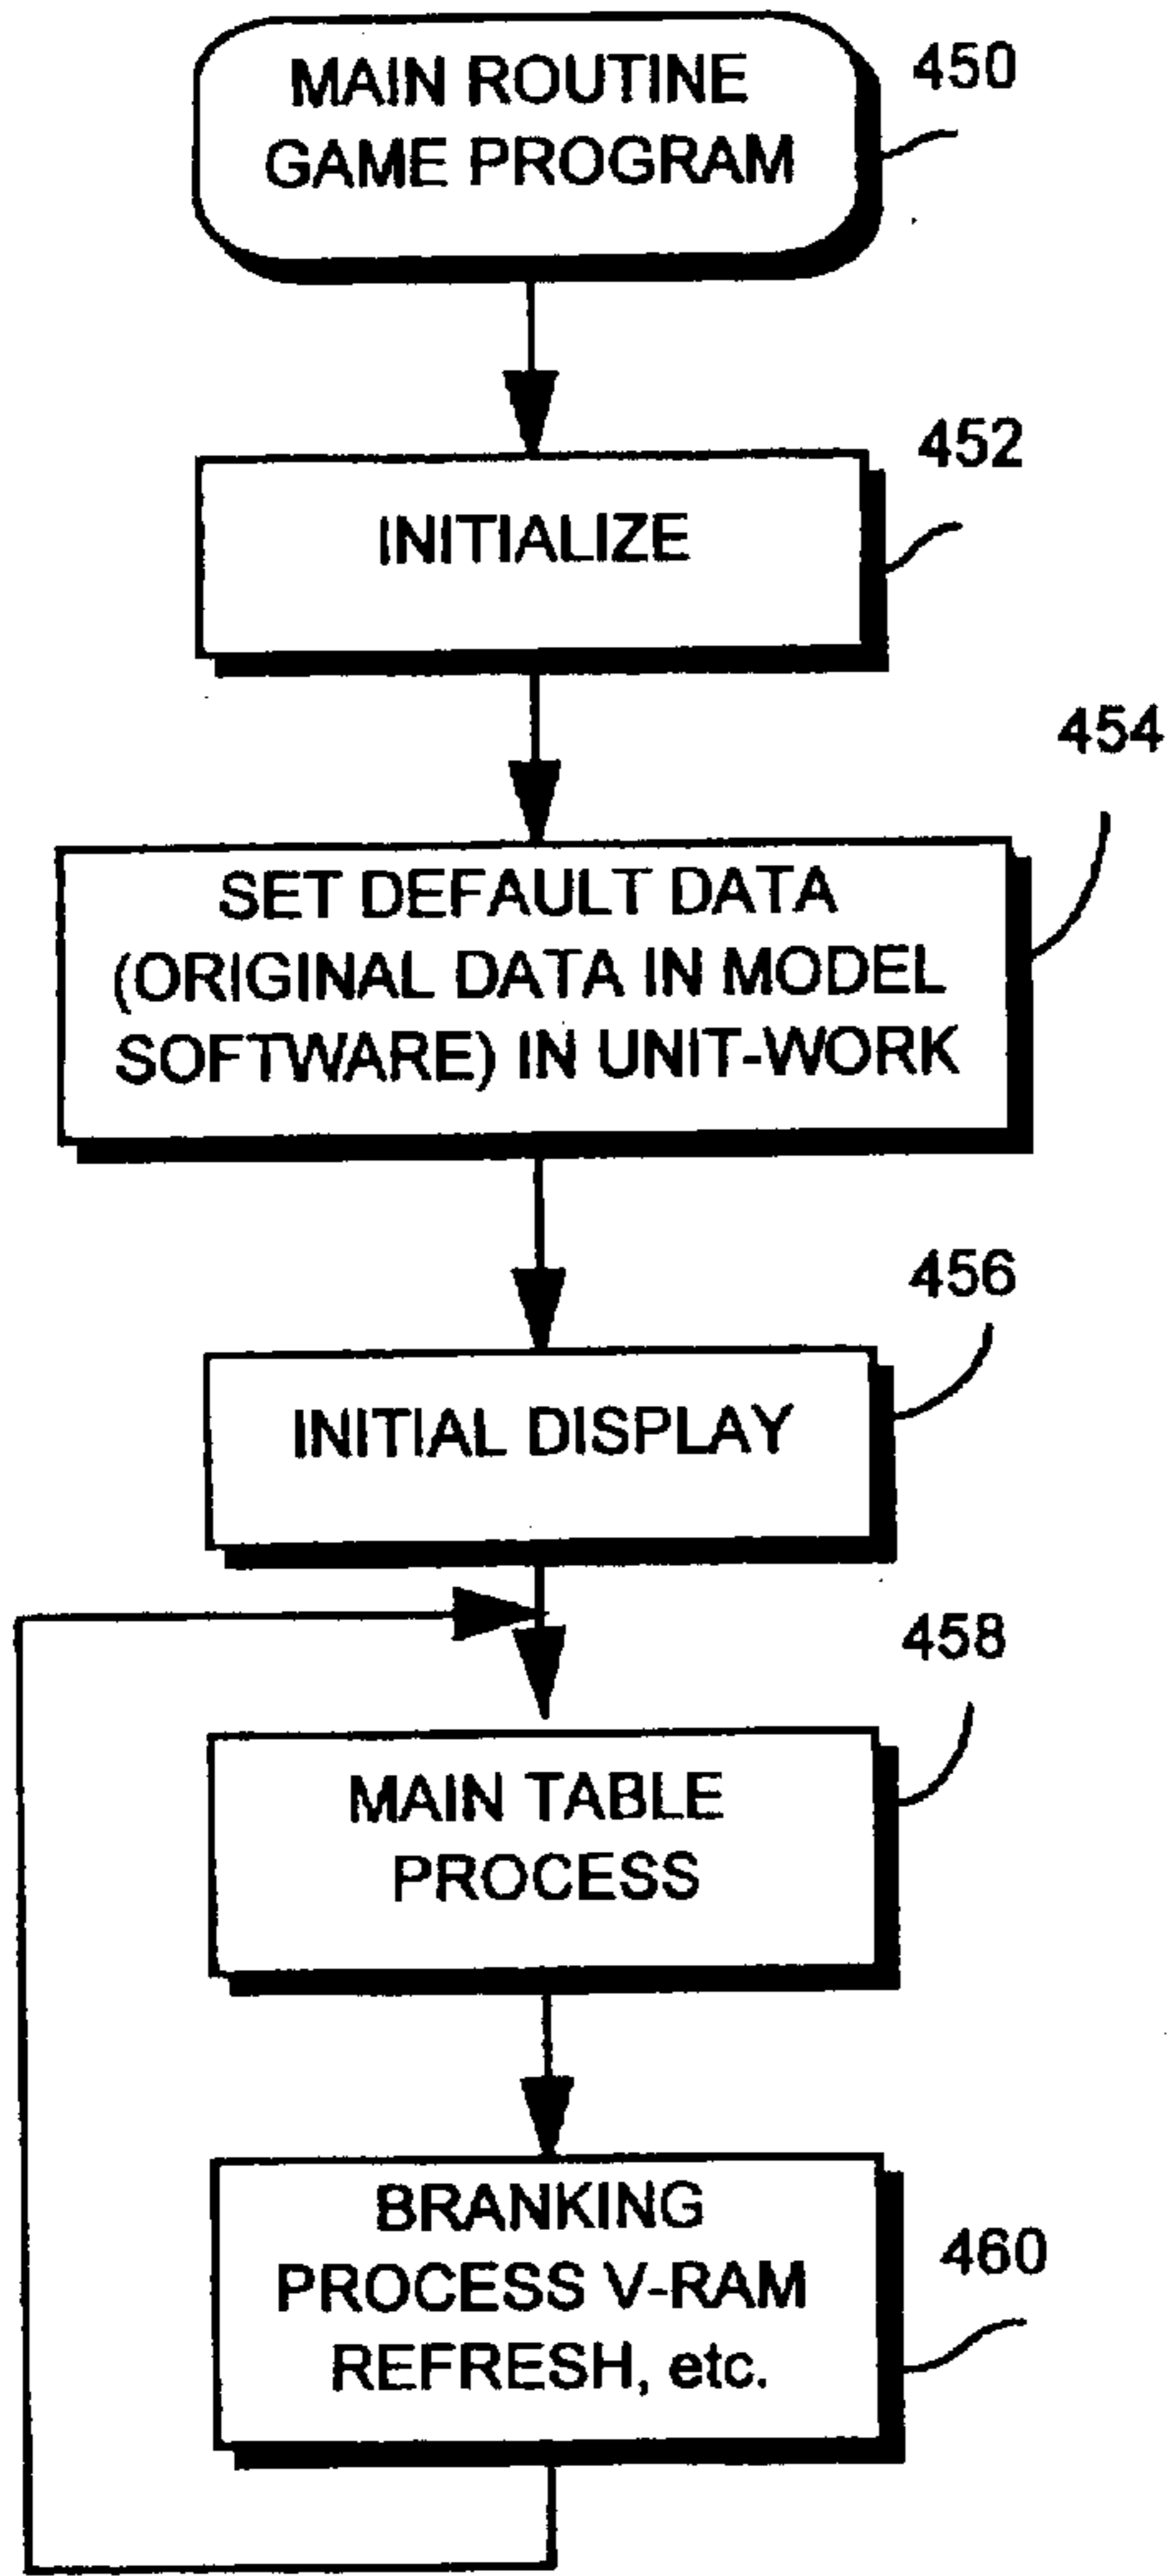 MAIN ROUTINE
GAME PROGRAM
450
INITIALIZE
452
SET DEFAULT DATA
(ORIGINAL DATA IN MODEL
SOFTWARE) IN UNIT-WORK
454
INITIAL DISPLAY
456
MAIN TABLE
PROCESS
458
BRANKING
PROCESS V-RAM
REFRESH, etc.
460